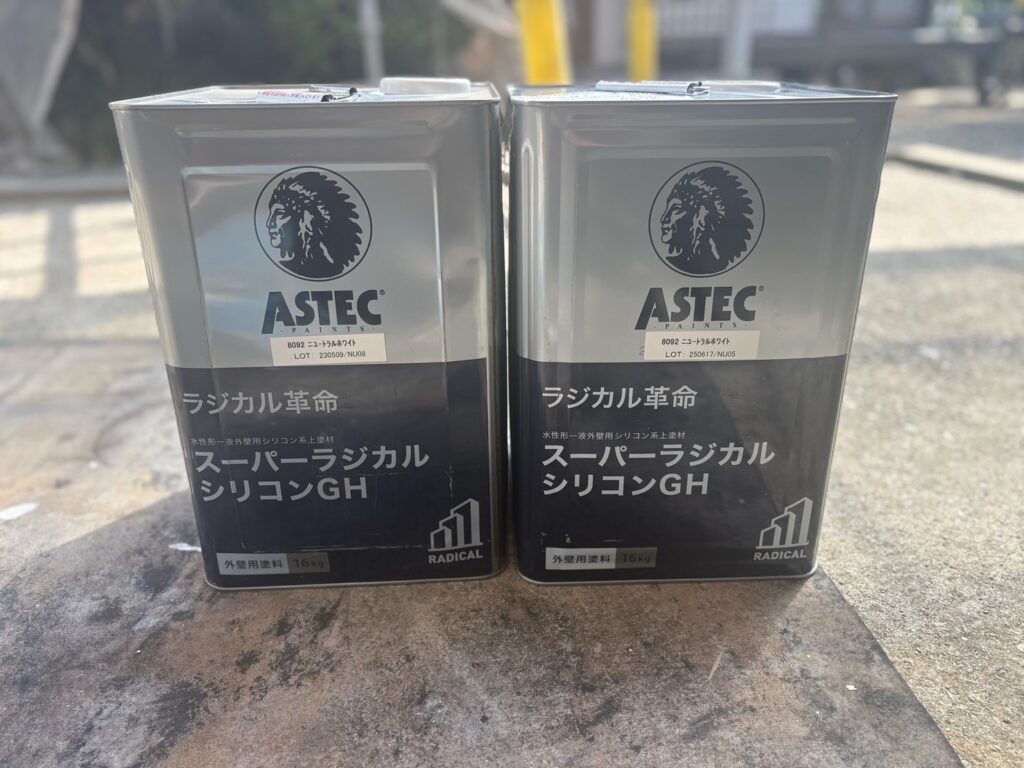 ASTEC®
PAINTS
8092 ニュートラルホワイト
LOT: 230509/NU08
ラジカル革命
水性形一液外壁用シリコン系上塗材
スーパーラジカル
シリコンGH
RADICAL
外壁用塗料 16kg
ASTEC®
PAINTS
8092 ニュートラルホワイト
LOT: 250617/NU05
ラジカル革命
水性形一液外壁用シリコン系上塗材
スーパーラジカル
シリコンGH
RADICAL
外壁用塗料 16kg